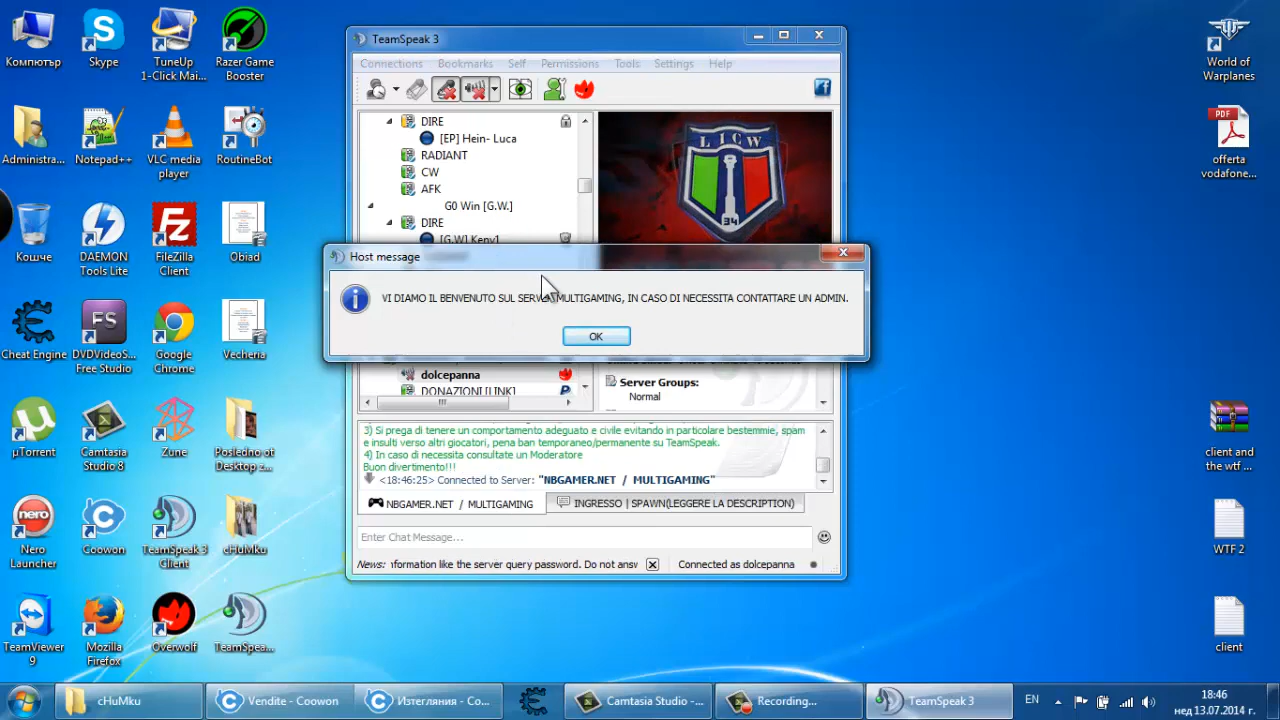 Компютър
Skype
TuneUp
1-Click Mai...
Razer Game
Booster
Administra...
Notepad++
VLC media
player
RoutineBot
Кошче
DAEMON
Tools Lite
FileZilla
Client
Obiad
Cheat Engine
DVDVideoS...
Free Studio
Google
Chrome
Vecheria
µTorrent
Camtasia
Studio 8
Zune
Posledno ot
Desktop z...
Nero
Launcher
Coowon
TeamSpeak 3
Client
cHuMku
TeamViewer
9
Mozilla
Firefox
Overwolf
TeamSpea...
World of
Warplanes
PDF
offerta
vodafone...
client and
the wtf ...
WTF 2
client
TeamSpeak 3
Connections Bookmarks Self Permissions Tools Settings Help
DIRE
[EP] Hein- Luca
RADIANT
CW
AFK
G0 Win [G.W.]
DIRE
[G.W] Keny1
LICW
34
Host message
VI DIAMO IL BENVENUTO SUL SERVER MULTIGAMING, IN CASO DI NECESSITA CONTATTARE UN ADMIN.
OK
dolcepanna
DONAZIONI [LINK]
Server Groups:
Normal
3) Si prega di tenere un comportamento adeguato e civile evitando in particolare bestemmie, spam
e insulti verso altri giocatori, pena ban temporaneo/permanente su TeamSpeak.
4) In caso di necessita consultate un Moderatore
Buon divertimento!!!
<18:46:25> Connected to Server: "NBGAMER.NET / MULTIGAMING"
NBGAMER.NET / MULTIGAMING
INGRESSO | SPAWN(LEGGERE LA DESCRIPTION)
Enter Chat Message...
News: formation like the server query password. Do not answ
Connected as dolcepanna
cHuMku
Vendite - Coowon
Изтегляния - Co...
Camtasia Studio -...
Recording...
TeamSpeak 3
EN
18:46
нед 13.07.2014 г.